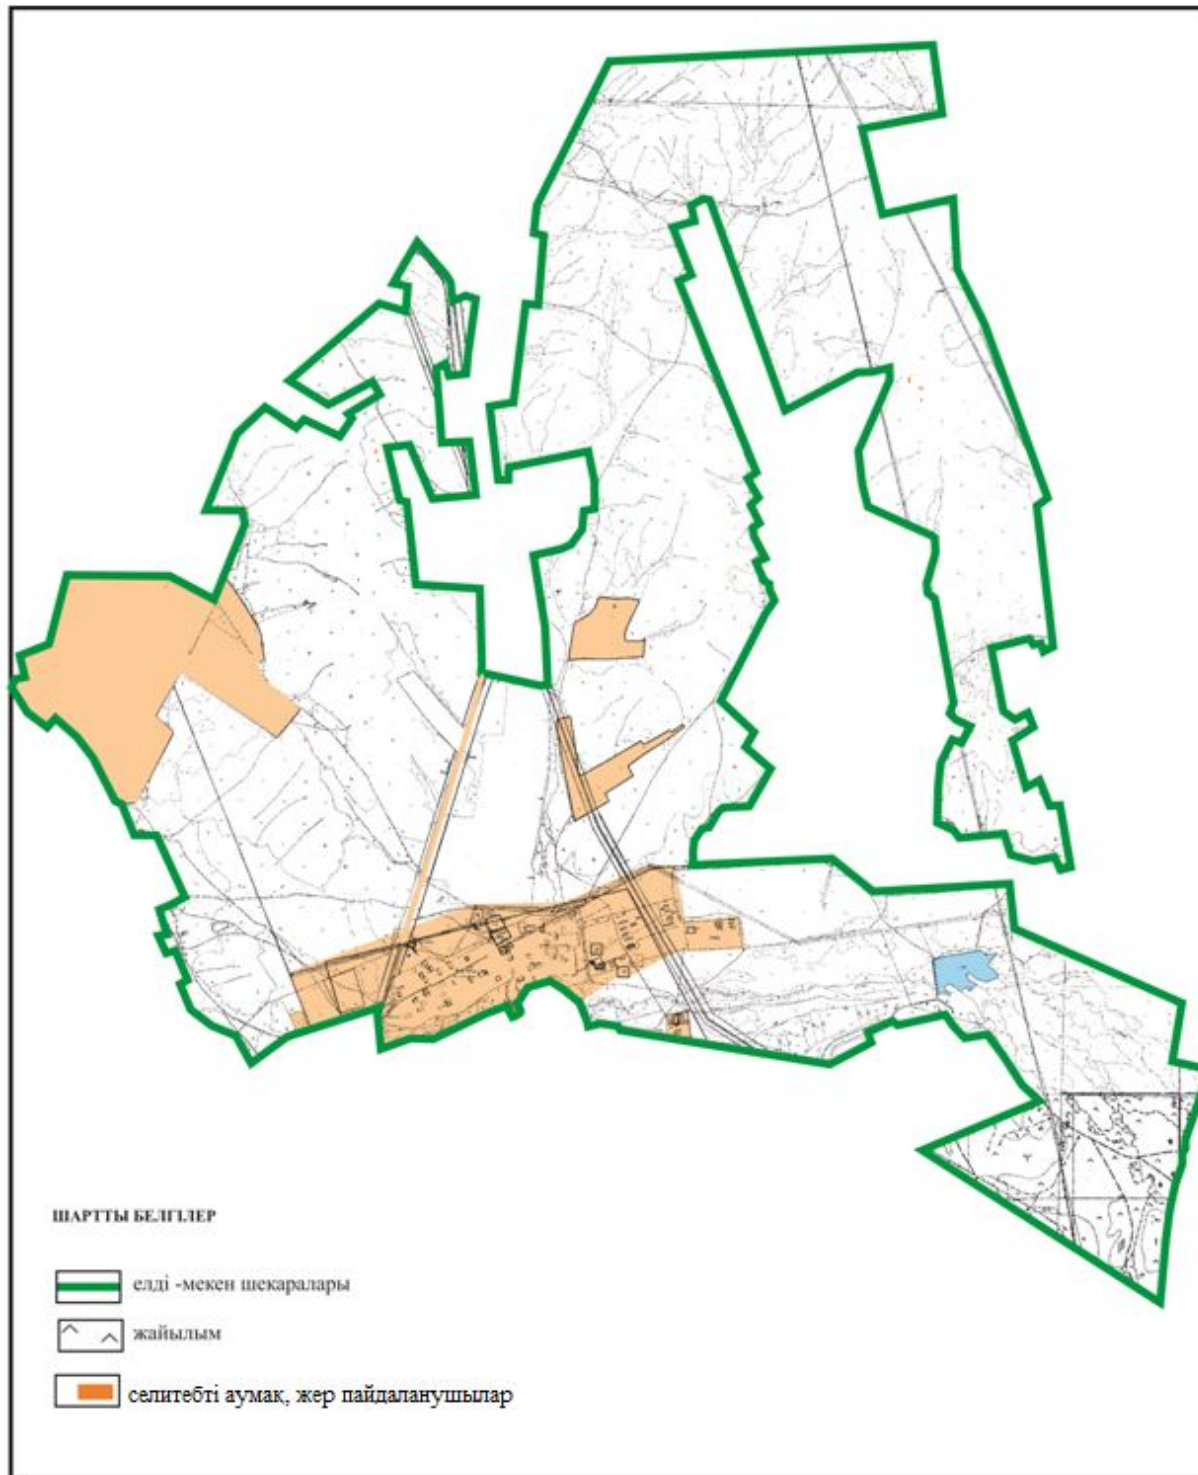 ШАРТТЫ БЕЛГІЛЕР
елді -мекен шекаралары
жайылым
селитебті аумақ, жер пайдаланушылар